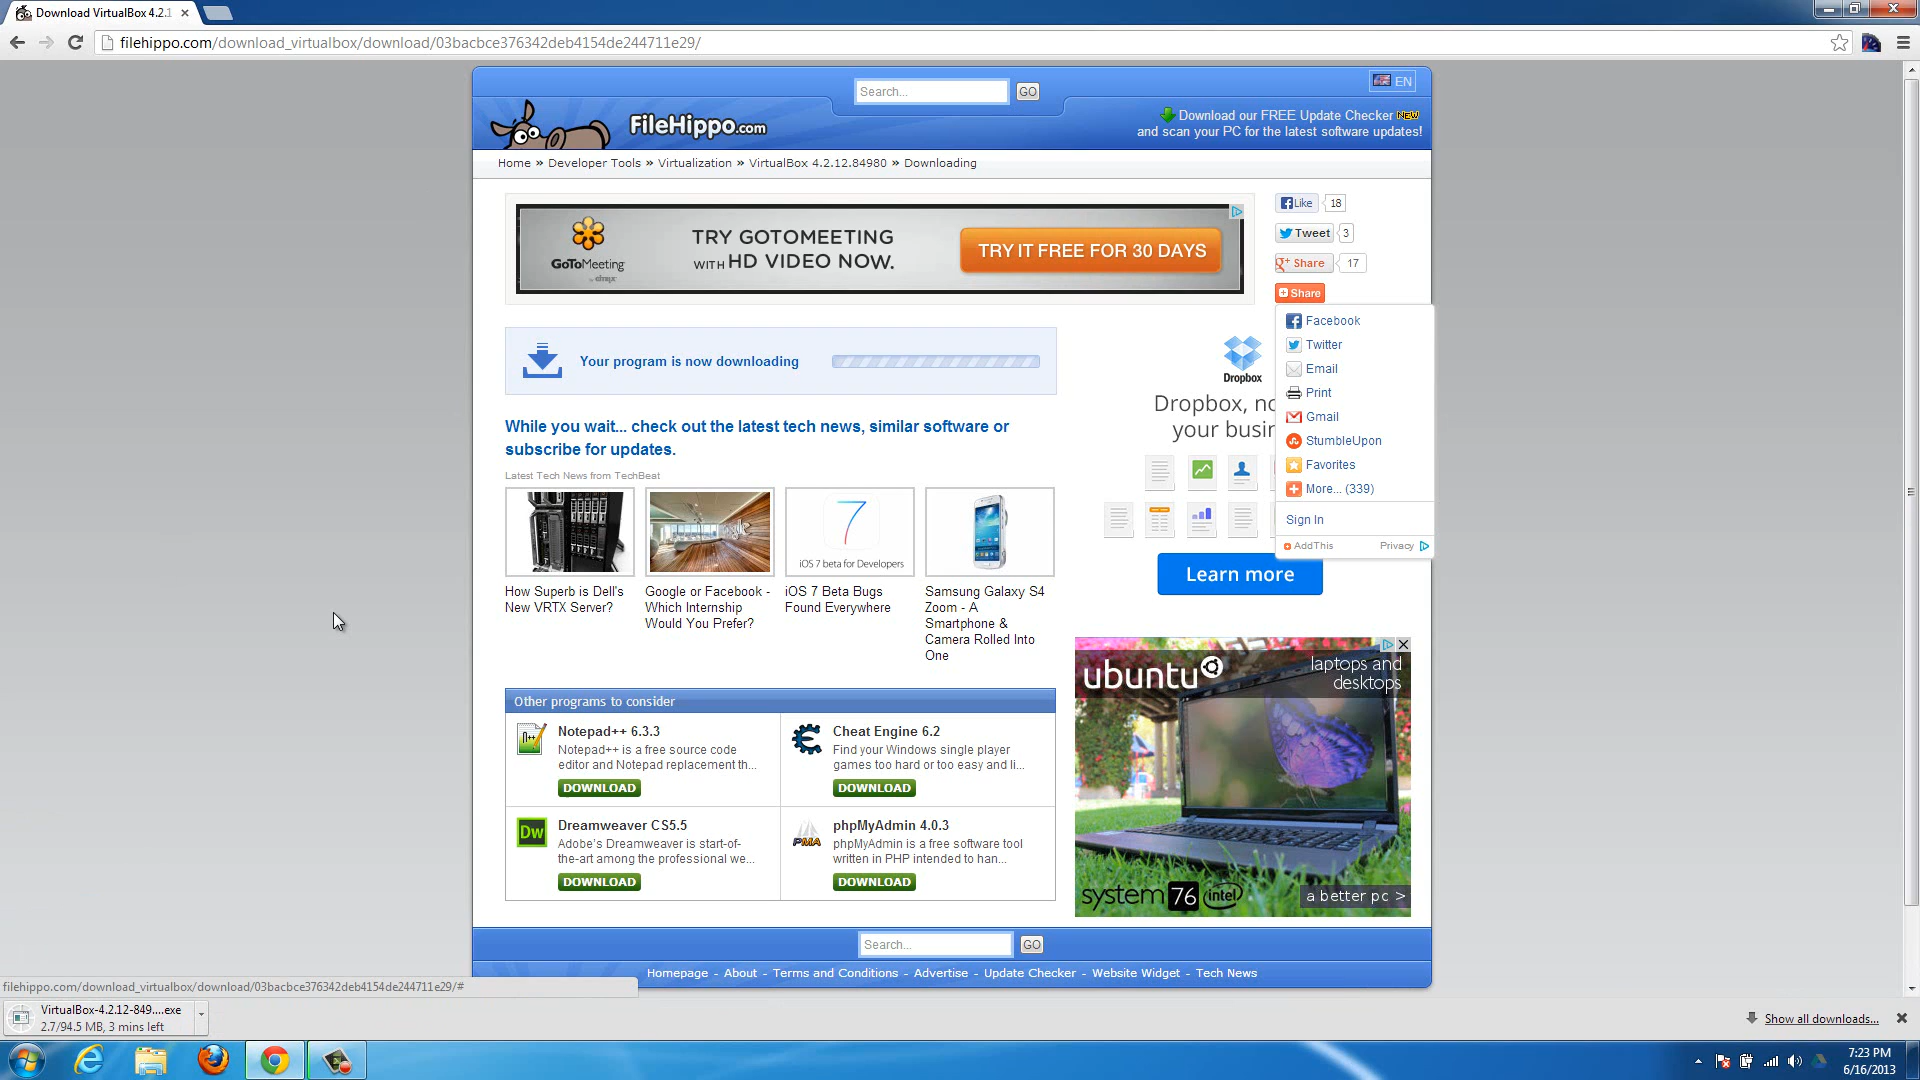 Download VirtualBox 4.2.1
filehippo.com/download_virtualbox/download/03bacbce376342deb4154de244711e29/
Search...
GO
EN
FileHippo.com
Download our FREE Update Checker NEW
and scan your PC for the latest software updates!
Home » Developer Tools » Virtualization » VirtualBox 4.2.12.84980 » Downloading
GoToMeeting
by citrix
TRY GOTOMEETING
WITH HD VIDEO NOW.
TRY IT FREE FOR 30 DAYS
Like 18
Tweet 3
Share 17
Share
Facebook
Twitter
Email
Print
Gmail
StumbleUpon
Favorites
More... (339)
Sign In
AddThis
Privacy
Your program is now downloading
Dropbox
Dropbox, no
your busin
Learn more
While you wait... check out the latest tech news, similar software or
subscribe for updates.
Latest Tech News from TechBeat
7
iOS 7 beta for Developers
How Superb is Dell's
New VRTX Server?
Google or Facebook -
Which Internship
Would You Prefer?
iOS 7 Beta Bugs
Found Everywhere
Samsung Galaxy S4
Zoom - A
Smartphone &
Camera Rolled Into
One
ubuntu
laptops and
desktops
system 76
intel
a better pc >
Other programs to consider
Notepad++ 6.3.3
Notepad++ is a free source code
editor and Notepad replacement th...
DOWNLOAD
Cheat Engine 6.2
Find your Windows single player
games too hard or too easy and li...
DOWNLOAD
Dw
Dreamweaver CS5.5
Adobe's Dreamweaver is start-of-
the-art among the professional we...
DOWNLOAD
PMA
phpMyAdmin 4.0.3
phpMyAdmin is a free software tool
written in PHP intended to han...
DOWNLOAD
Search...
GO
Homepage - About - Terms and Conditions - Advertise - Update Checker - Website Widget - Tech News
filehippo.com/download_virtualbox/download/03bacbce376342deb4154de244711e29/#
VirtualBox-4.2.12-849....exe
2.7/94.5 MB, 3 mins left
Show all downloads...
7:23 PM
6/16/2013